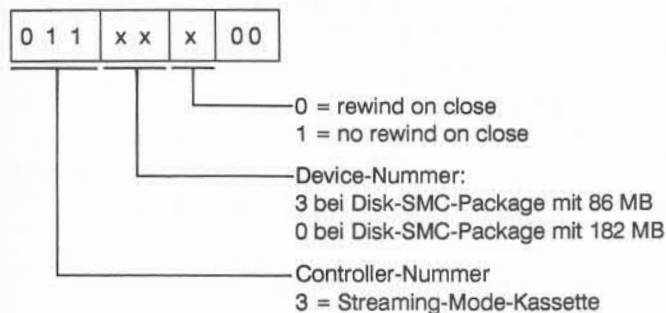 0 1 1 x x x 0 0
0 = rewind on close
1 = no rewind on close
Device-Nummer:
3 bei Disk-SMC-Package mit 86 MB
0 bei Disk-SMC-Package mit 182 MB
Controller-Nummer
3 = Streaming-Mode-Kassette